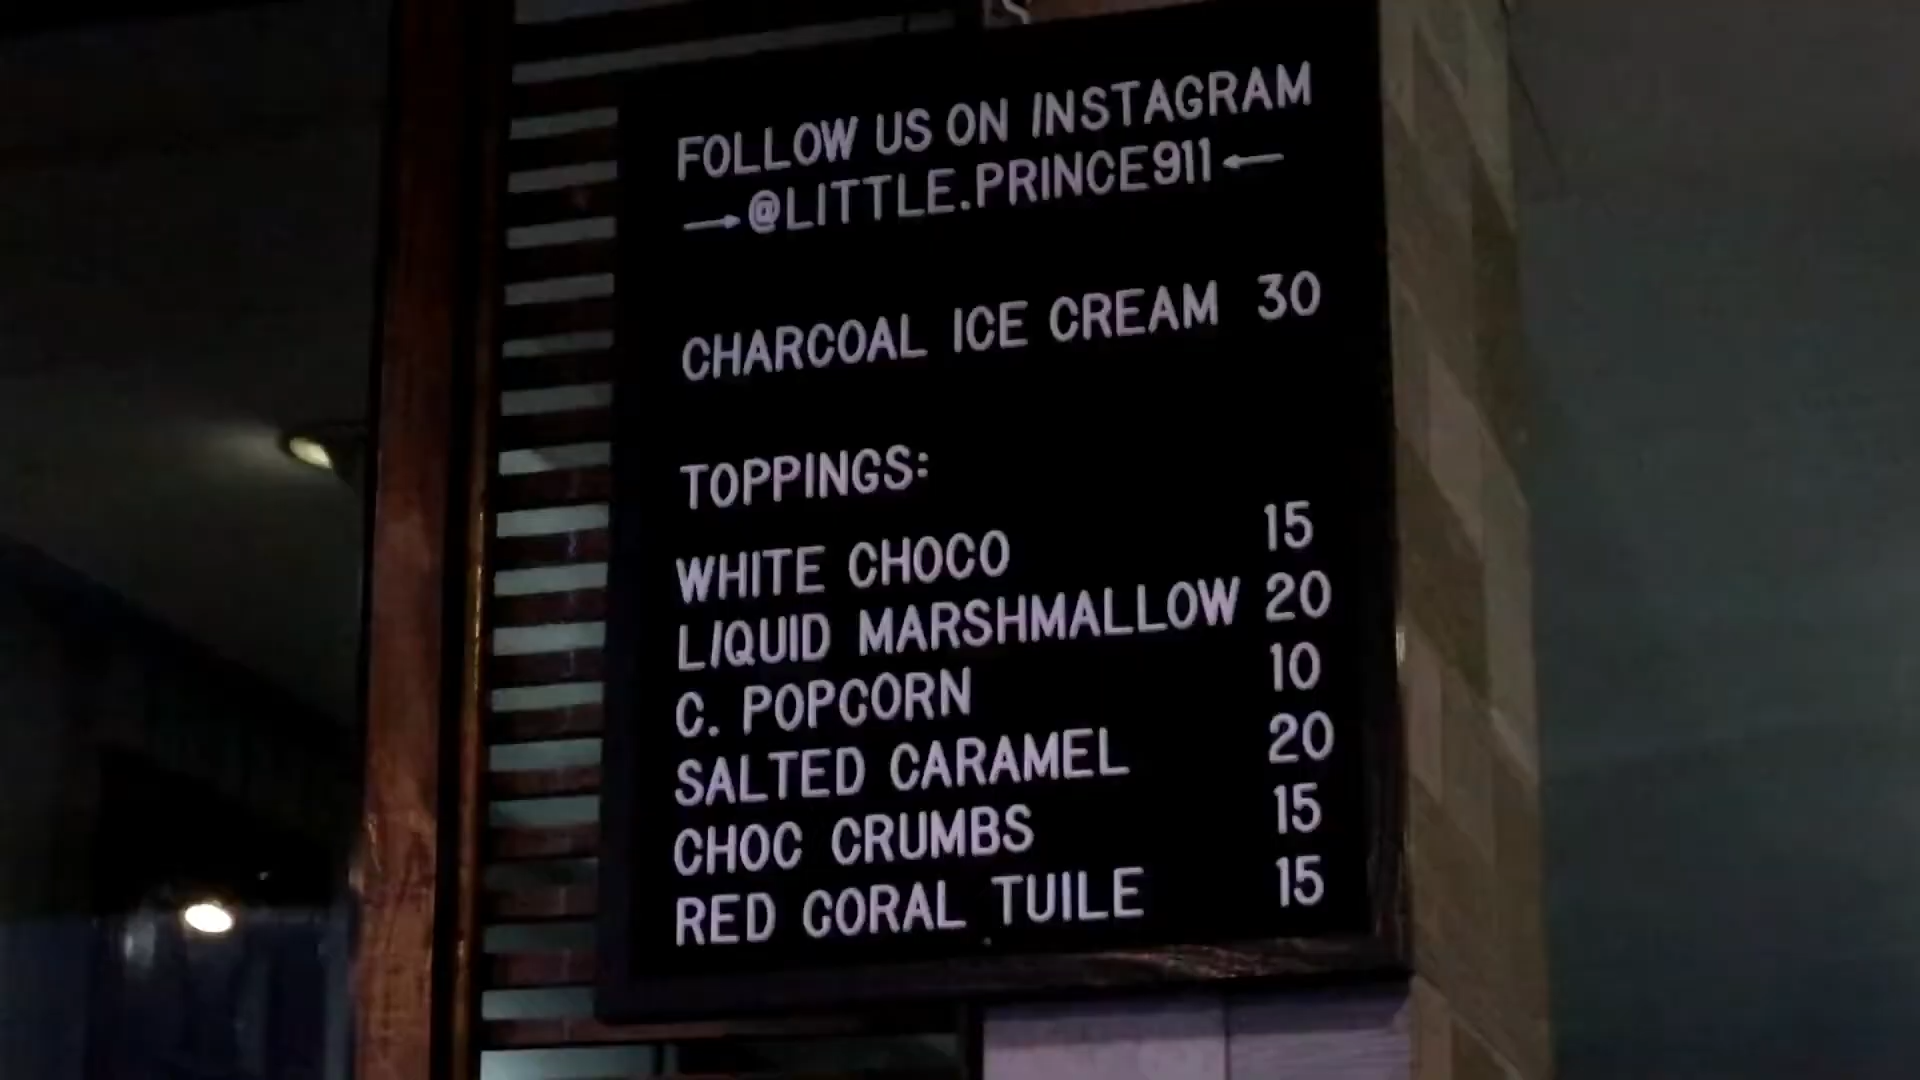 FOLLOW US ON INSTAGRAM
→@LITTLE.PRINCE911←
CHARCOAL ICE CREAM 30
TOPPINGS:
WHITE CHOCO 15
LIQUID MARSHMALLOW 20
C. POPCORN 10
SALTED CARAMEL 20
CHOC CRUMBS 15
RED CORAL TUILE 15